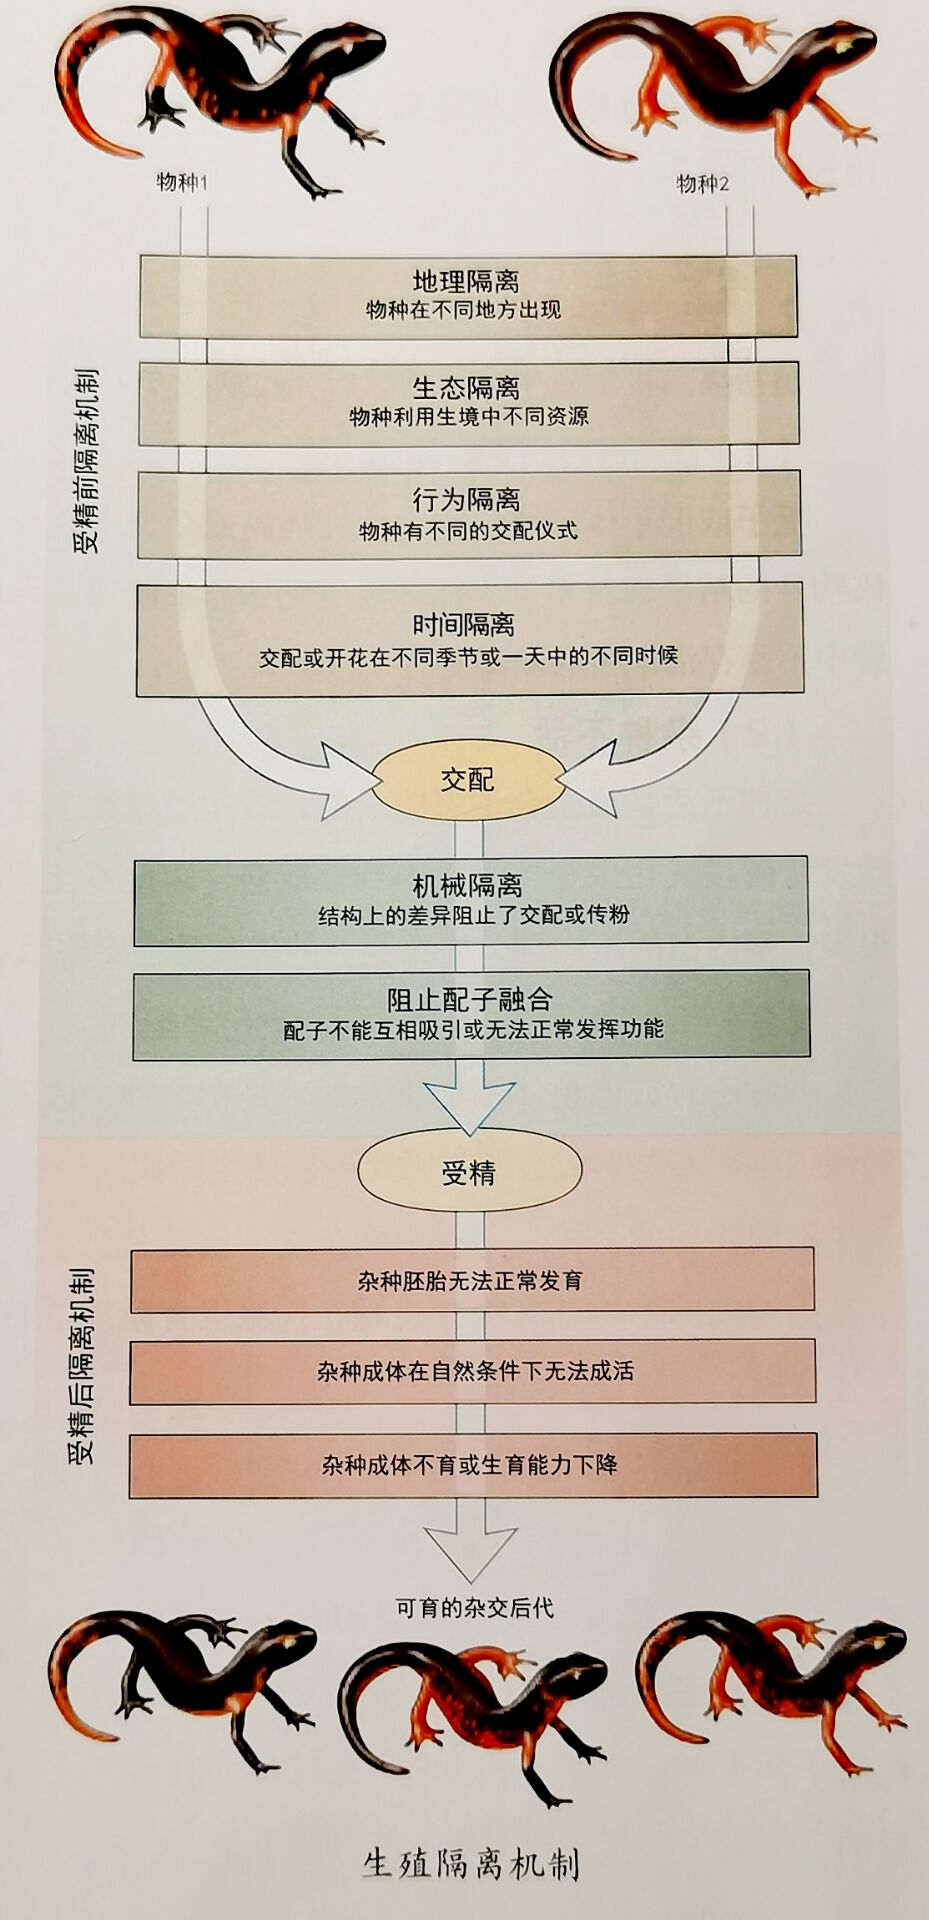 物种1
物种2
受精前隔离机制
地理隔离
物种在不同地方出现
生态隔离
物种利用生境中不同资源
行为隔离
物种有不同的交配仪式
时间隔离
交配或开花在不同季节或一天中的不同时候
交配
机械隔离
结构上的差异阻止了交配或传粉
阻止配子融合
配子不能互相吸引或无法正常发挥功能
受精
受精后隔离机制
杂种胚胎无法正常发育
杂种成体在自然条件下无法成活
杂种成体不育或生育能力下降
可育的杂交后代
生殖隔离机制